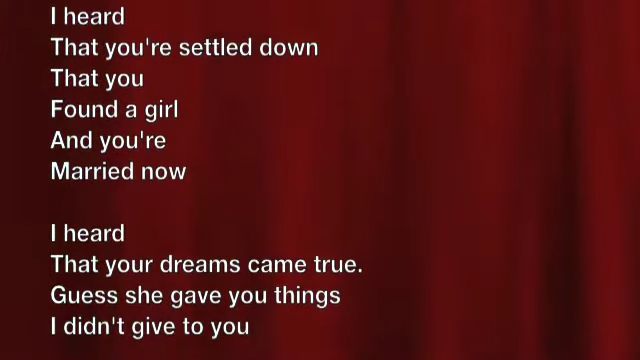 I heard
That you're settled down
That you
Found a girl
And you're
Married now

I heard
That your dreams came true.
Guess she gave you things
I didn't give to you